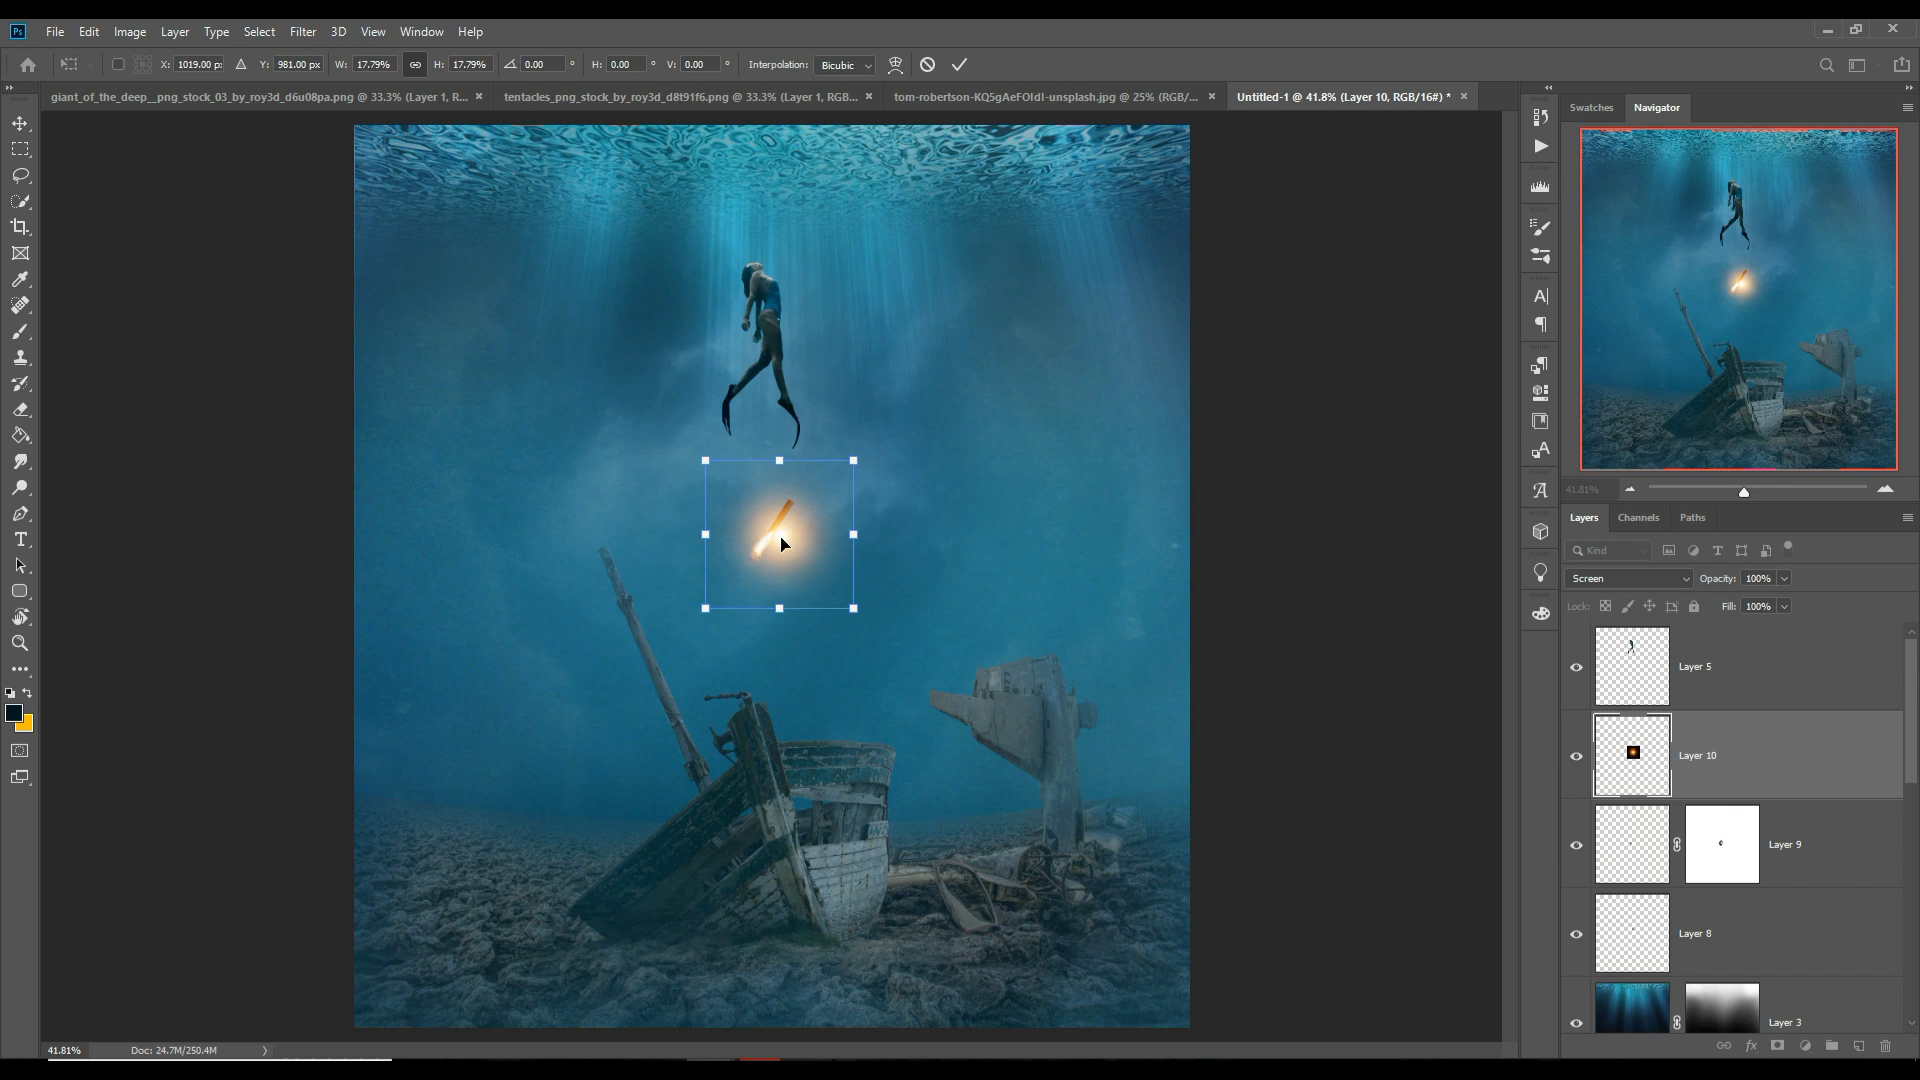 Ps File Edit Image Layer Type Select Filter 3D View Window Help
X: 1019.00 px Y: 981.00 px W: 17.79% H: 17.79% 0.00 ° H: 0.00 ° V: 0.00 ° Interpolation: Bicubic
giant_of_the_deep__png_stock_03_by_roy3d_d6u08pa.png @ 33.3% (Layer 1, R... × tentacles_png_stock_by_roy3d_d8t91f6.png @ 33.3% (Layer 1, RGB... × tom-robertson-KQ5gAeFOIdI-unsplash.jpg @ 25% (RGB/... × Untitled-1 @ 41.8% (Layer 10, RGB/16#) * ×
Swatches Navigator
41.81%
Layers Channels Paths
Kind
Screen Opacity: 100%
Lock: Fill: 100%
Layer 5
Layer 10
Layer 9
Layer 8
Layer 3
41.81% Doc: 24.7M/250.4M